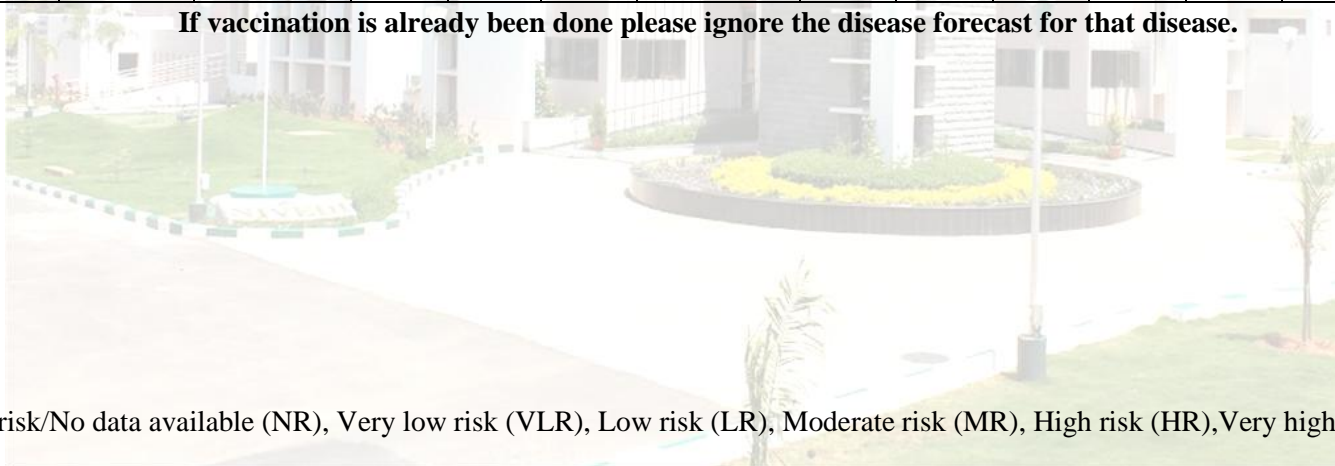 If vaccination is already been done please ignore the disease forecast for that disease.
risk/No data available (NR), Very low risk (VLR), Low risk (LR), Moderate risk (MR), High risk (HR),Very high